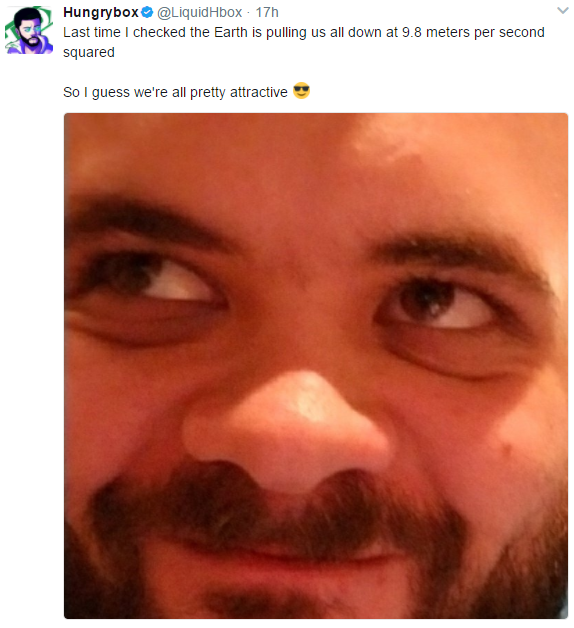 Hungrybox @LiquidHbox · 17h
Last time I checked the Earth is pulling us all down at 9.8 meters per second
squared
So I guess we're all pretty attractive 😎